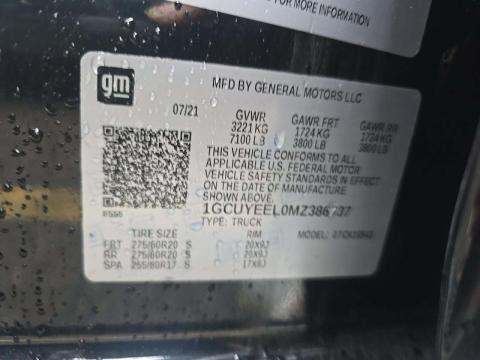 OR MORE INFORMATION
gm
MFD BY GENERAL MOTORS LLC
07/21 GVWR GAWR FRT GAWR RR
3221 KG 1724 KG 1724 KG
7100 LB 3800 LB 3800 LB
THIS VEHICLE CONFORMS TO ALL
APPLICABLE U.S. FEDERAL MOTOR
VEHICLE SAFETY STANDARDS IN EFFECT
ON THE DATE OF MANUFACTURE
SHOWN ABOVE
TYPE: TRUCK MODEL:
TIRE SIZE RIM
FRT 275/60R20 S 20X9J
RR 275/60R20 S 20X9J
SPA 255/80R17 S 17X8J